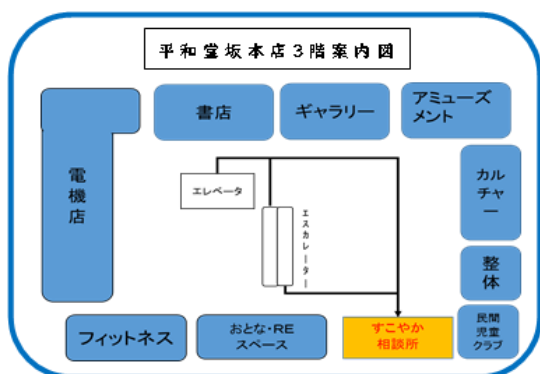 平和堂坂本店3階案内図
書店
ギャラリー
アミューズ
メント
電機店
エレベータ
エスカレーター
カル
チャ
ー
整体
フィットネス
おとな・RE
スペース
すこやか
相談所
民間
児童
クラブ